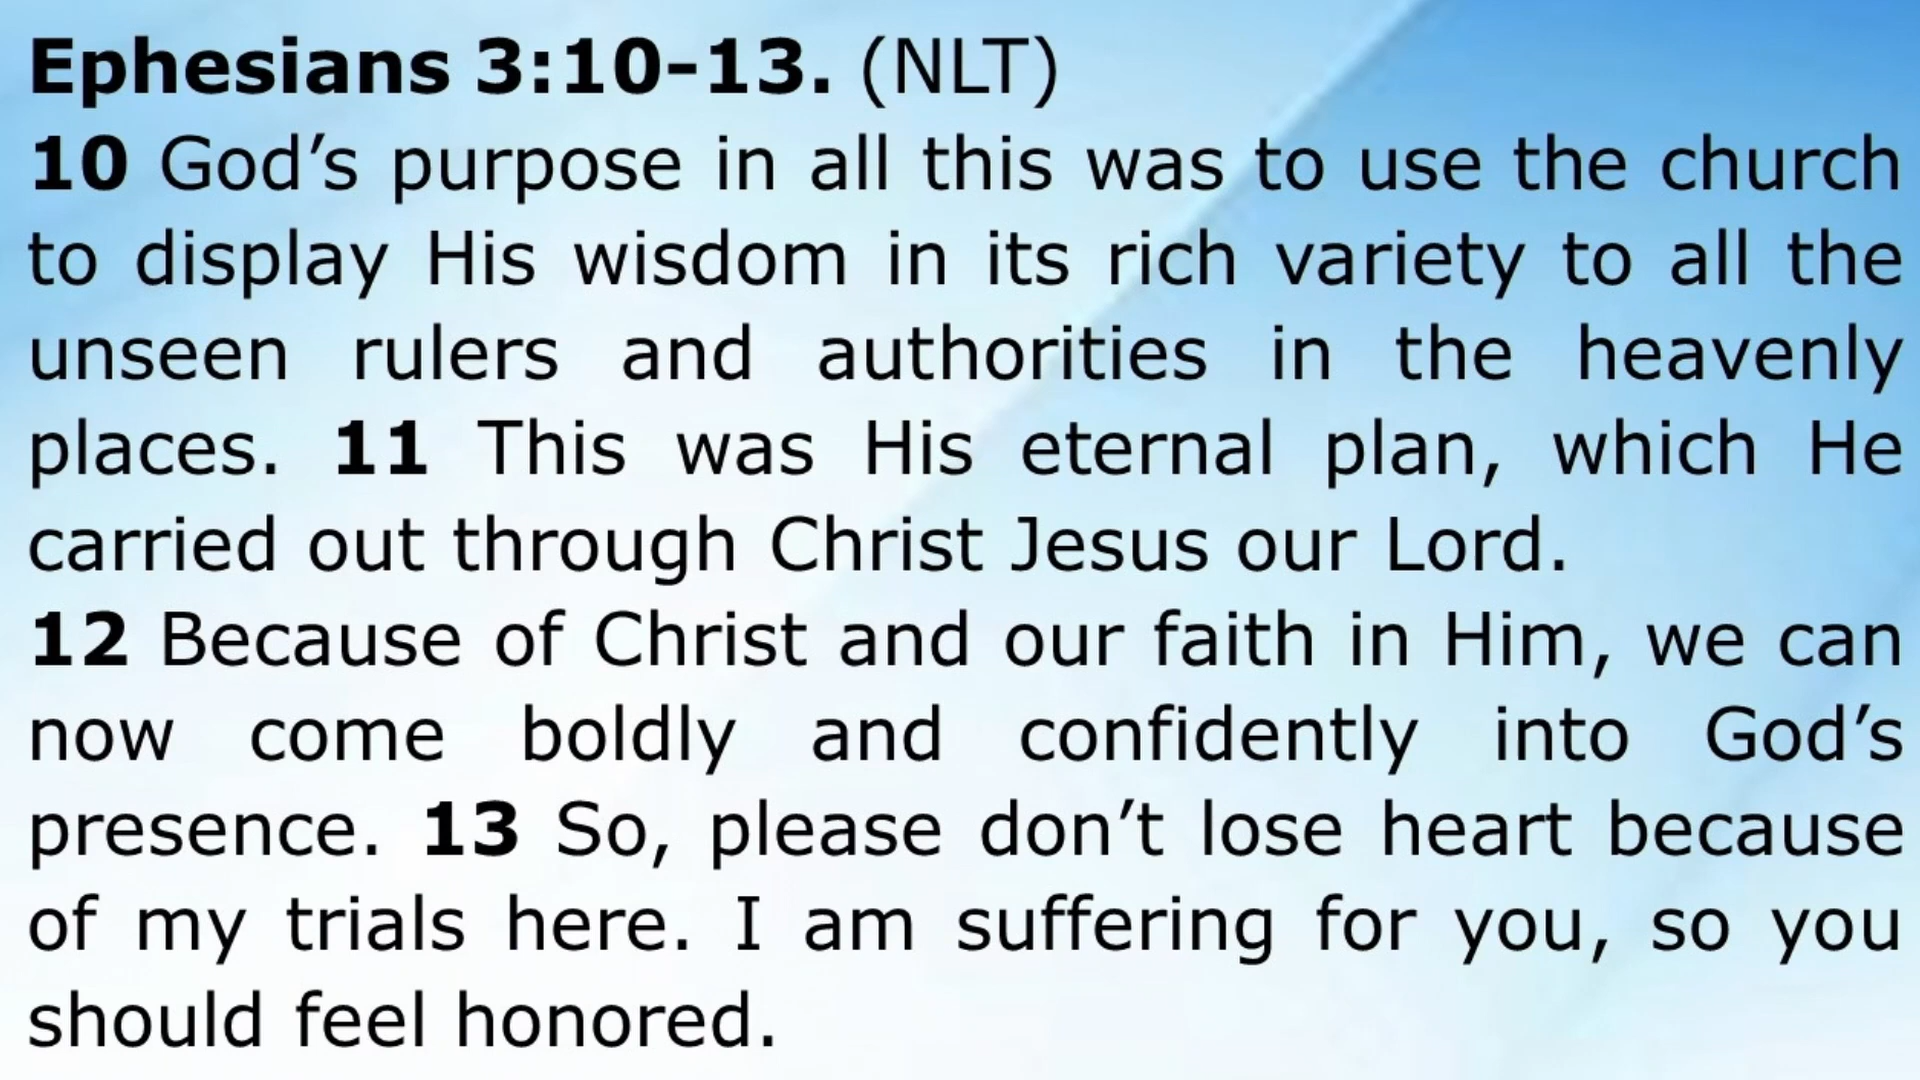 Ephesians 3:10-13. (NLT)
10 God’s purpose in all this was to use the church
to display His wisdom in its rich variety to all the
unseen rulers and authorities in the heavenly
places. 11 This was His eternal plan, which He
carried out through Christ Jesus our Lord.
12 Because of Christ and our faith in Him, we can
now come boldly and confidently into God’s
presence. 13 So, please don’t lose heart because
of my trials here. I am suffering for you, so you
should feel honored.